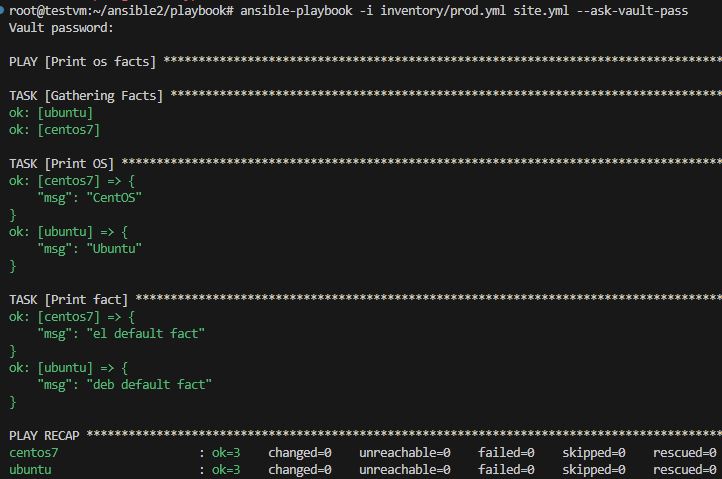 root@testvm:~/ansible2/playbook# ansible-playbook -i inventory/prod.yml site.yml --ask-vault-pass
Vault password:
PLAY [Print os facts] ********************************************************************************
TASK [Gathering Facts] *******************************************************************************
ok: [ubuntu]
ok: [centos7]
TASK [Print OS] **************************************************************************************
ok: [centos7] => {
    "msg": "CentOS"
}
ok: [ubuntu] => {
    "msg": "Ubuntu"
}
TASK [Print fact] ************************************************************************************
ok: [centos7] => {
    "msg": "el default fact"
}
ok: [ubuntu] => {
    "msg": "deb default fact"
}
PLAY RECAP *******************************************************************************************
centos7                    : ok=3    changed=0    unreachable=0    failed=0    skipped=0    rescued=0
ubuntu                     : ok=3    changed=0    unreachable=0    failed=0    skipped=0    rescued=0